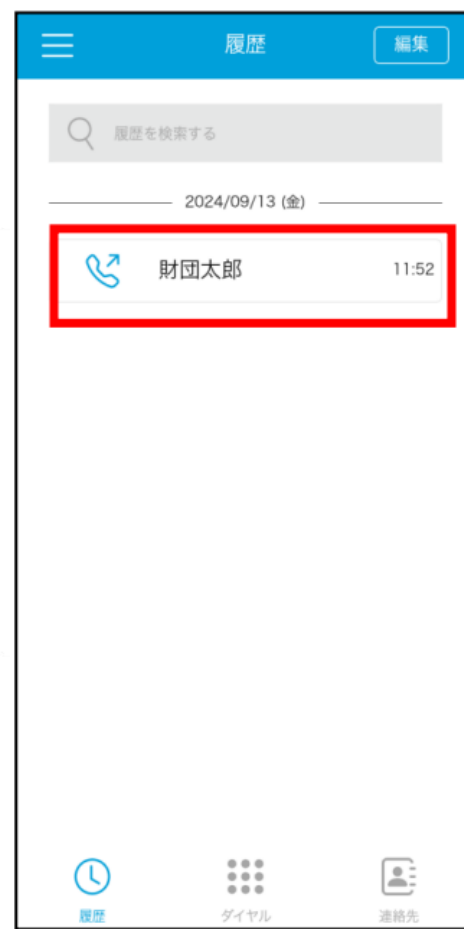 履歴
編集
履歴を検索する
2024/09/13 (金)
財団太郎 11:52
履歴 ダイヤル 連絡先